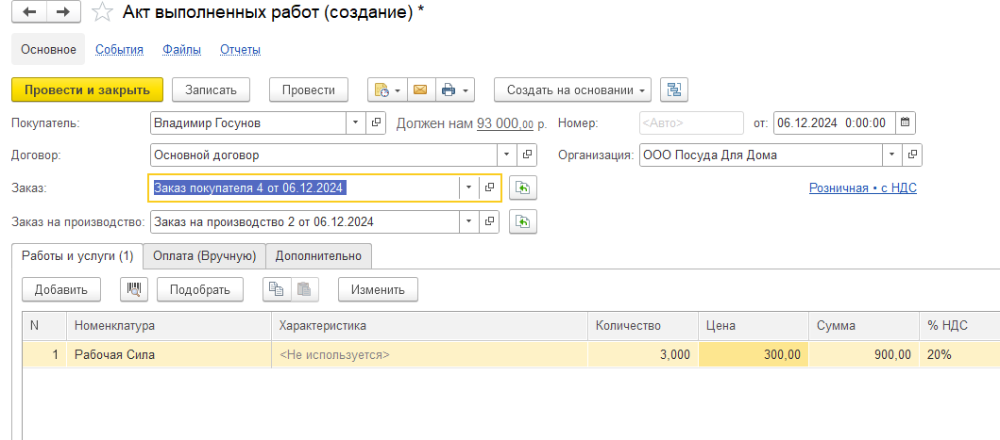 Акт выполненных работ (создание) *
Основное События Файлы Отчеты
Провести и закрыть Записать Провести Создать на основании
Покупатель: Владимир Госунов Должен нам 93 000,00 р. Номер: <Авто> от: 06.12.2024 0:00:00
Договор: Основной договор Организация: ООО Посуда Для Дома
Заказ: Заказ покупателя 4 от 06.12.2024 Розничная • с НДС
Заказ на производство: Заказ на производство 2 от 06.12.2024
Работы и услуги (1) Оплата (Вручную) Дополнительно
Добавить Подобрать Изменить
N Номенклатура Характеристика Количество Цена Сумма % НДС
1 Рабочая Сила <Не используется> 3,000 300,00 900,00 20%